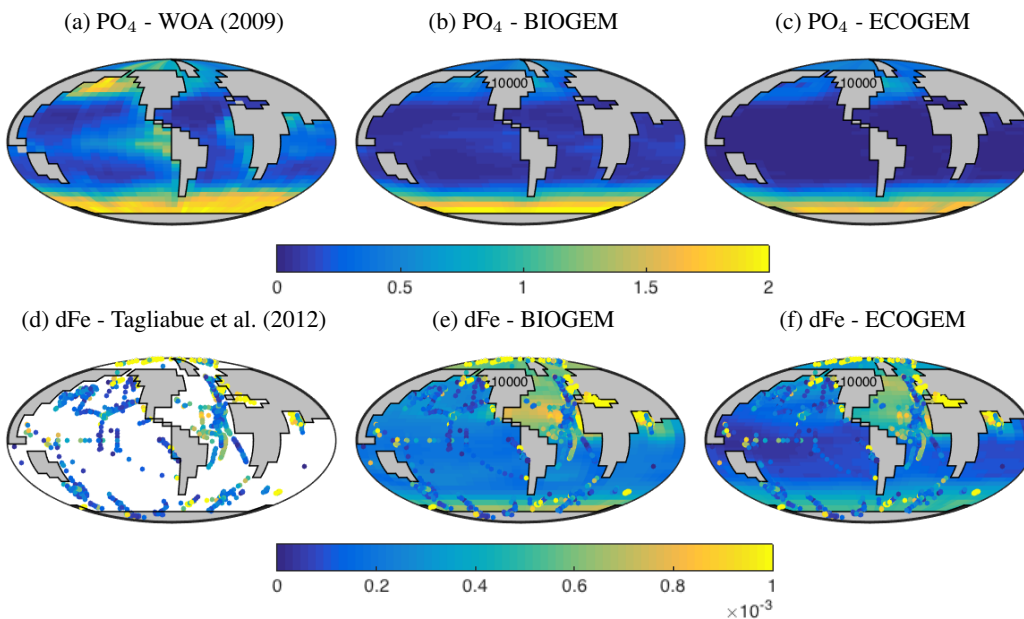 (a) PO₄ - WOA (2009)
(b) PO₄ - BIOGEM
(c) PO₄ - ECOGEM
10000
10000
0 0.5 1 1.5 2
(d) dFe - Tagliabue et al. (2012)
(e) dFe - BIOGEM
(f) dFe - ECOGEM
10000
10000
0 0.2 0.4 0.6 0.8 1
×10⁻³